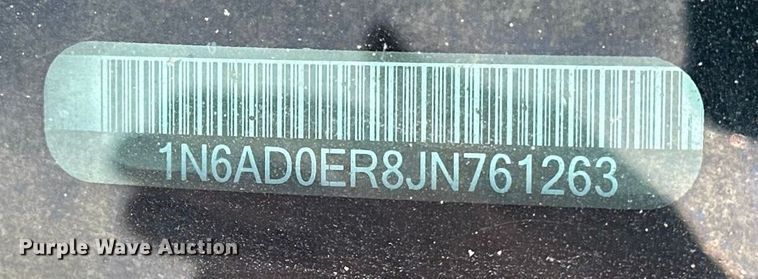 1N6AD0ER8JN761263
Purple Wave Auction